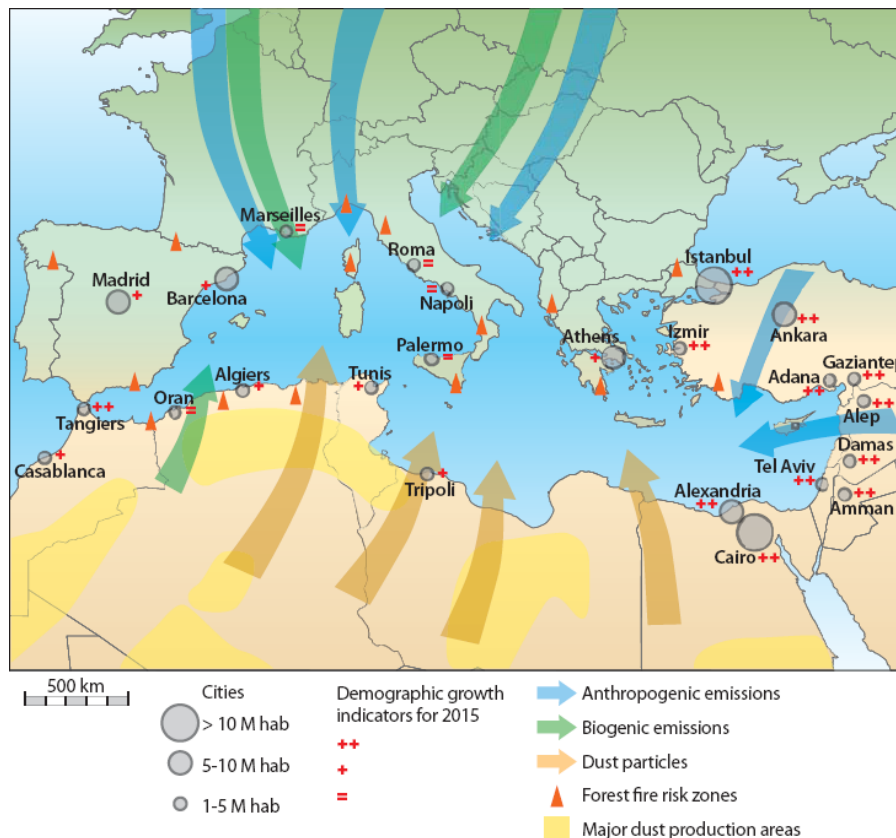 Marseilles
=
Roma
=
Istanbul
++
Madrid
+
+
Barcelona
=
Napoli
Ankara
++
Athens
+
Izmir
++
Palermo
=
Gaziantep
++
Adana
++
Algiers
+
Tunis
+
Oran
=
Alep
++
Tangiers
++
Damas
++
Casablanca
+
Tel Aviv
++
Tripoli
+
Alexandria
++
Amman
++
Cairo
++
500 km
Cities
> 10 M hab
5-10 M hab
1-5 M hab
Demographic growth
indicators for 2015
++
+
=
Anthropogenic emissions
Biogenic emissions
Dust particles
Forest fire risk zones
Major dust production areas